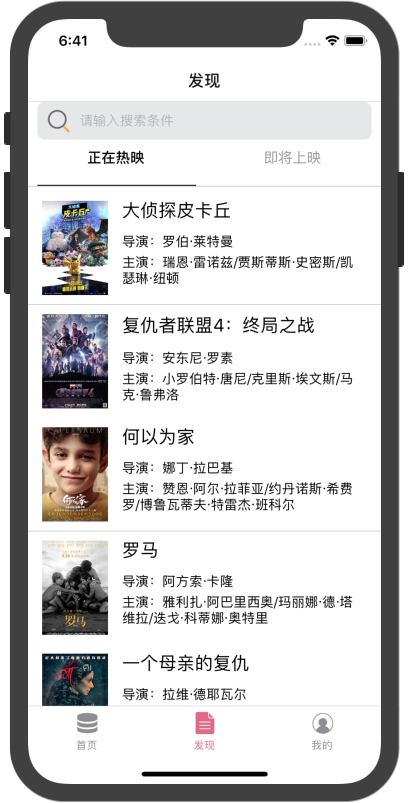 6:41
发现
请输入搜索条件
正在热映
即将上映
大侦探皮卡丘
导演：罗伯·莱特曼
主演：瑞恩·雷诺兹/贾斯蒂斯·史密斯/凯
瑟琳·纽顿
复仇者联盟4：终局之战
导演：安东尼·罗素
主演：小罗伯特·唐尼/克里斯·埃文斯/马
克·鲁弗洛
何以为家
导演：娜丁·拉巴基
主演：赞恩·阿尔·拉菲亚/约丹诺斯·希费
罗/博鲁瓦蒂夫·特雷杰·班科尔
罗马
导演：阿方索·卡隆
主演：雅利扎·阿巴里西奥/玛丽娜·德·塔
维拉/迭戈·科蒂娜·奥特里
一个母亲的复仇
导演：拉维·德耶瓦尔
首页
发现
我的